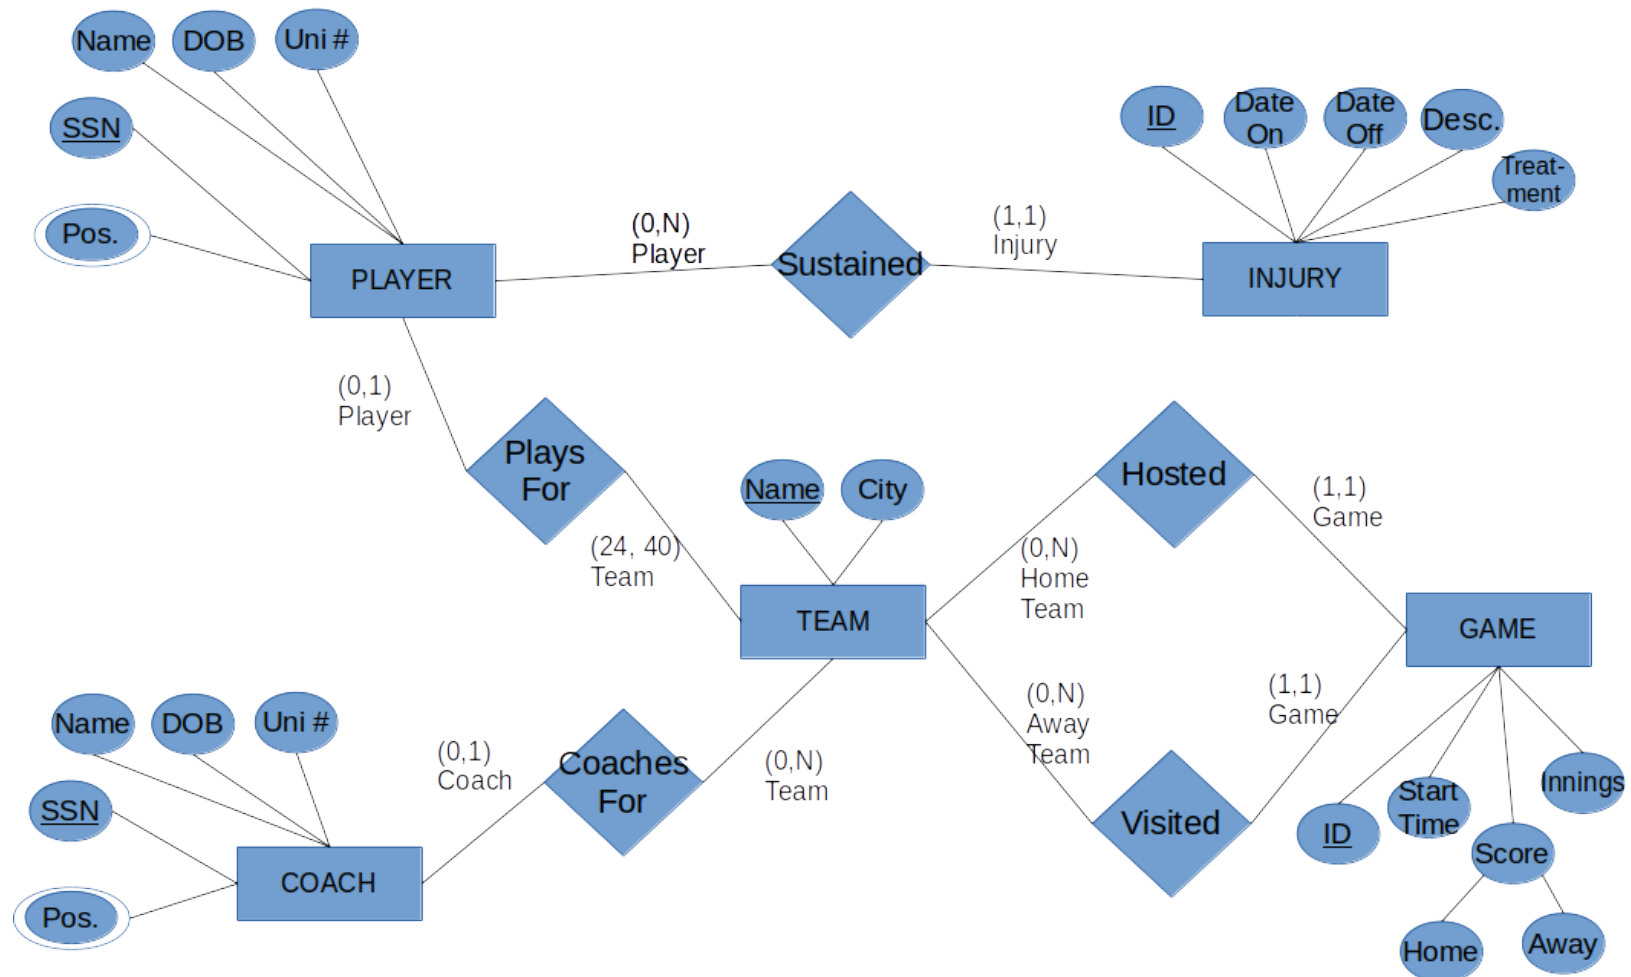 Name
DOB
Uni #
SSN
Pos.
PLAYER
(0,N)
Player
Sustained
(1,1)
Injury
ID
Date
On
Date
Off
Desc.
Treat-
ment
INJURY
(0,1)
Player
Plays
For
(24, 40)
Team
Name
City
TEAM
Hosted
(0,N)
Home
Team
(1,1)
Game
(0,N)
Away
Team
(1,1)
Game
Visited
GAME
ID
Start
Time
Score
Innings
Home
Away
Name
DOB
Uni #
SSN
Pos.
COACH
(0,1)
Coach
Coaches
For
(0,N)
Team